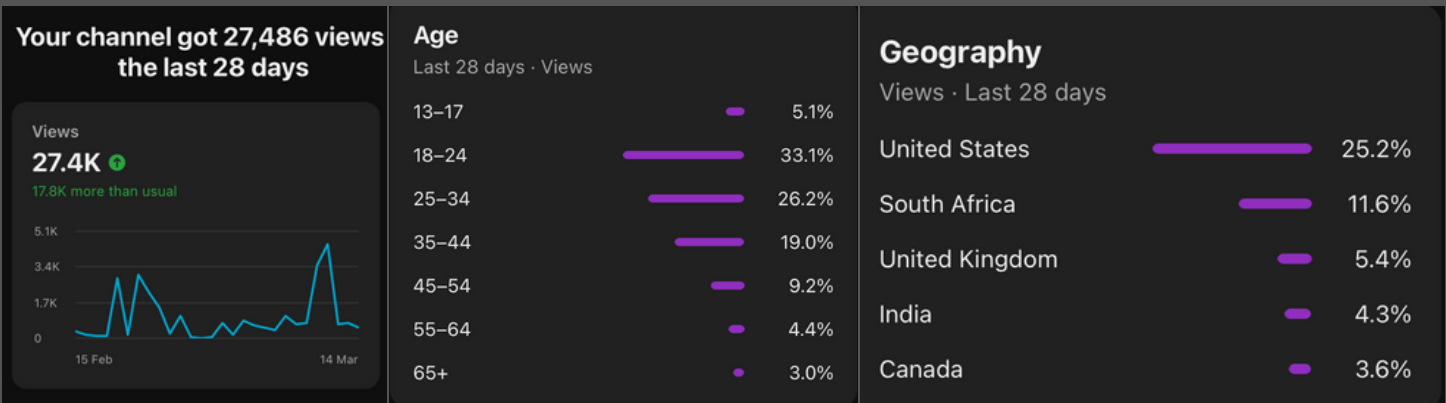 Your channel got 27,486 views
the last 28 days
Views
27.4K
17.8K more than usual
5.1K
3.4K
1.7K
0
15 Feb 14 Mar
Age
Last 28 days · Views
13–17 5.1%
18–24 33.1%
25–34 26.2%
35–44 19.0%
45–54 9.2%
55–64 4.4%
65+ 3.0%
Geography
Views · Last 28 days
United States 25.2%
South Africa 11.6%
United Kingdom 5.4%
India 4.3%
Canada 3.6%